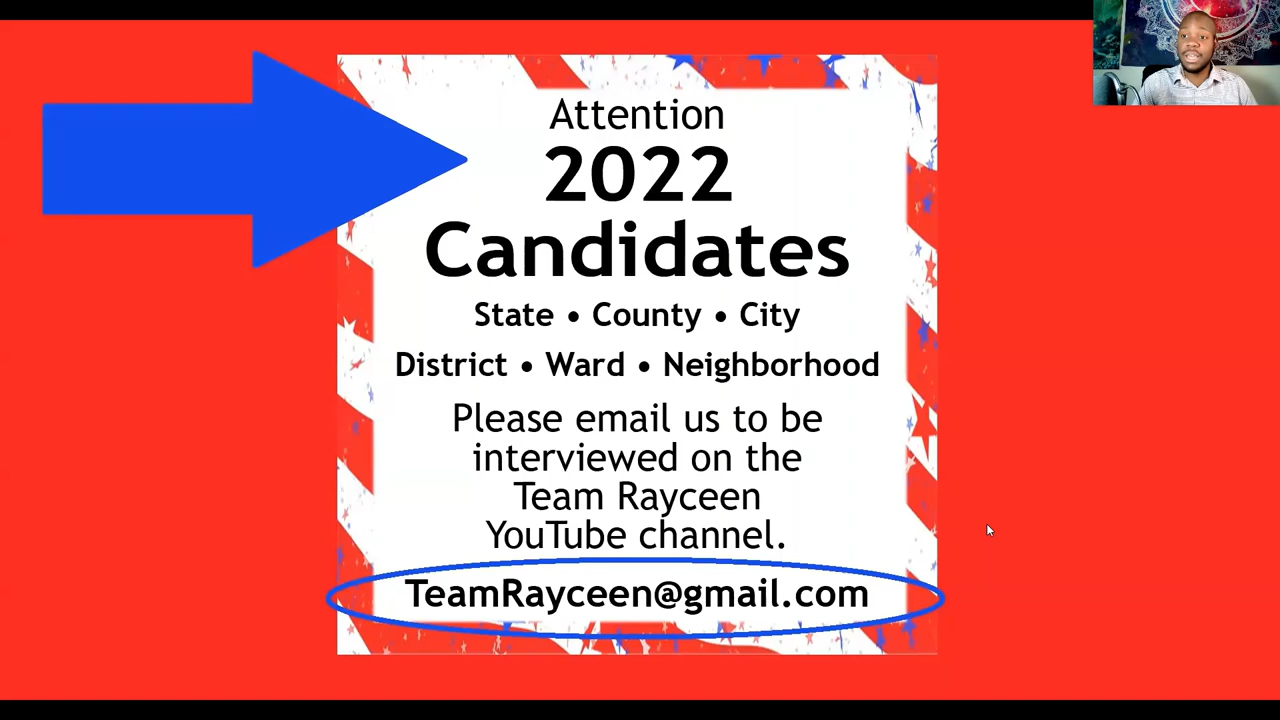 Attention
2022
Candidates
State • County • City
District • Ward • Neighborhood
Please email us to be
interviewed on the
Team Rayceen
YouTube channel.
TeamRayceen@gmail.com